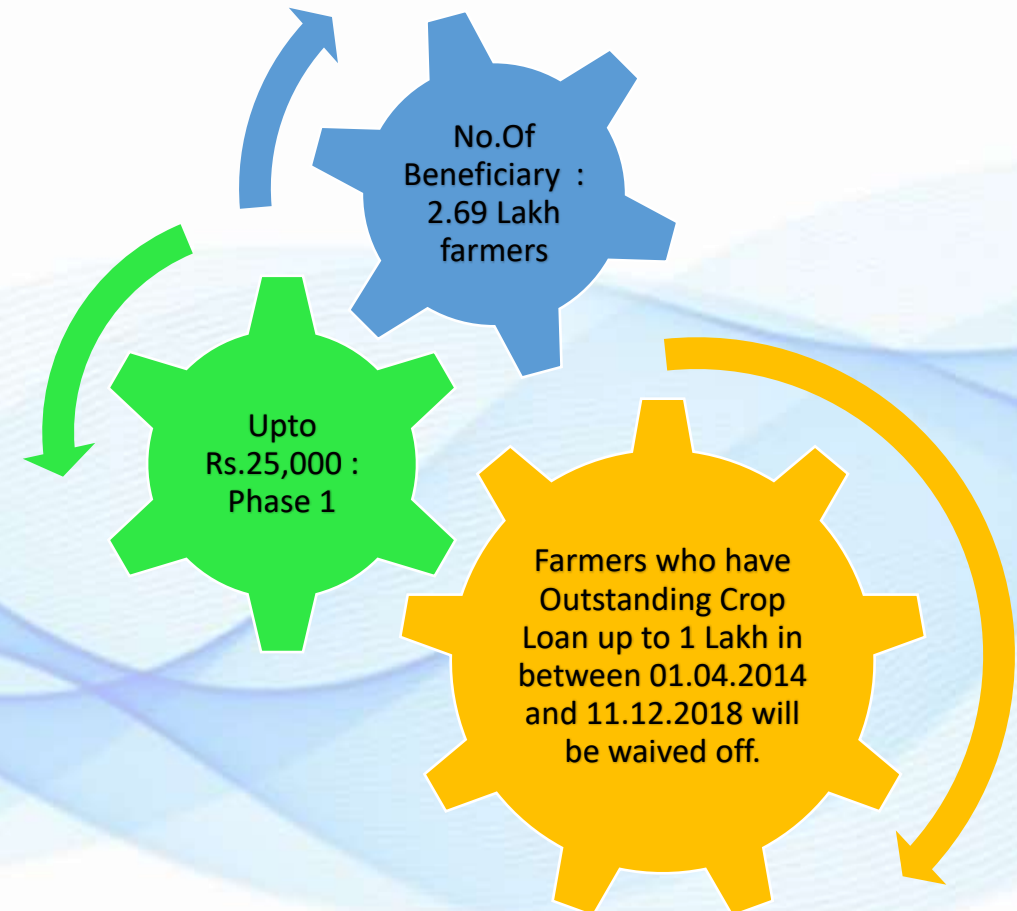 No.Of
Beneficiary :
2.69 Lakh
farmers
Upto
Rs.25,000 :
Phase 1
Farmers who have
Outstanding Crop
Loan up to 1 Lakh in
between 01.04.2014
and 11.12.2018 will
be waived off.